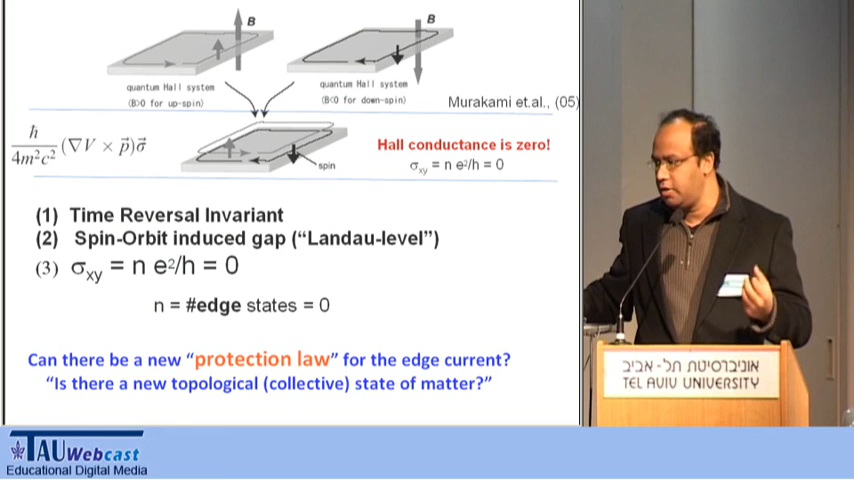 B
B
quantum Hall system
(B>0 for up-spin)
quantum Hall system
(B<0 for down-spin)
Murakami et.al., (05)
ħ/4m²c² (∇V × p⃗)σ⃗
spin
Hall conductance is zero!
σxy = n e²/h = 0
(1) Time Reversal Invariant
(2) Spin-Orbit induced gap (“Landau-level”)
(3) σxy = n e²/h = 0
n = #edge states = 0
Can there be a new “protection law” for the edge current?
“Is there a new topological (collective) state of matter?”
אוניברסיטת תל-אביב
TEL AVIV UNIVERSITY
TAU Webcast
Educational Digital Media